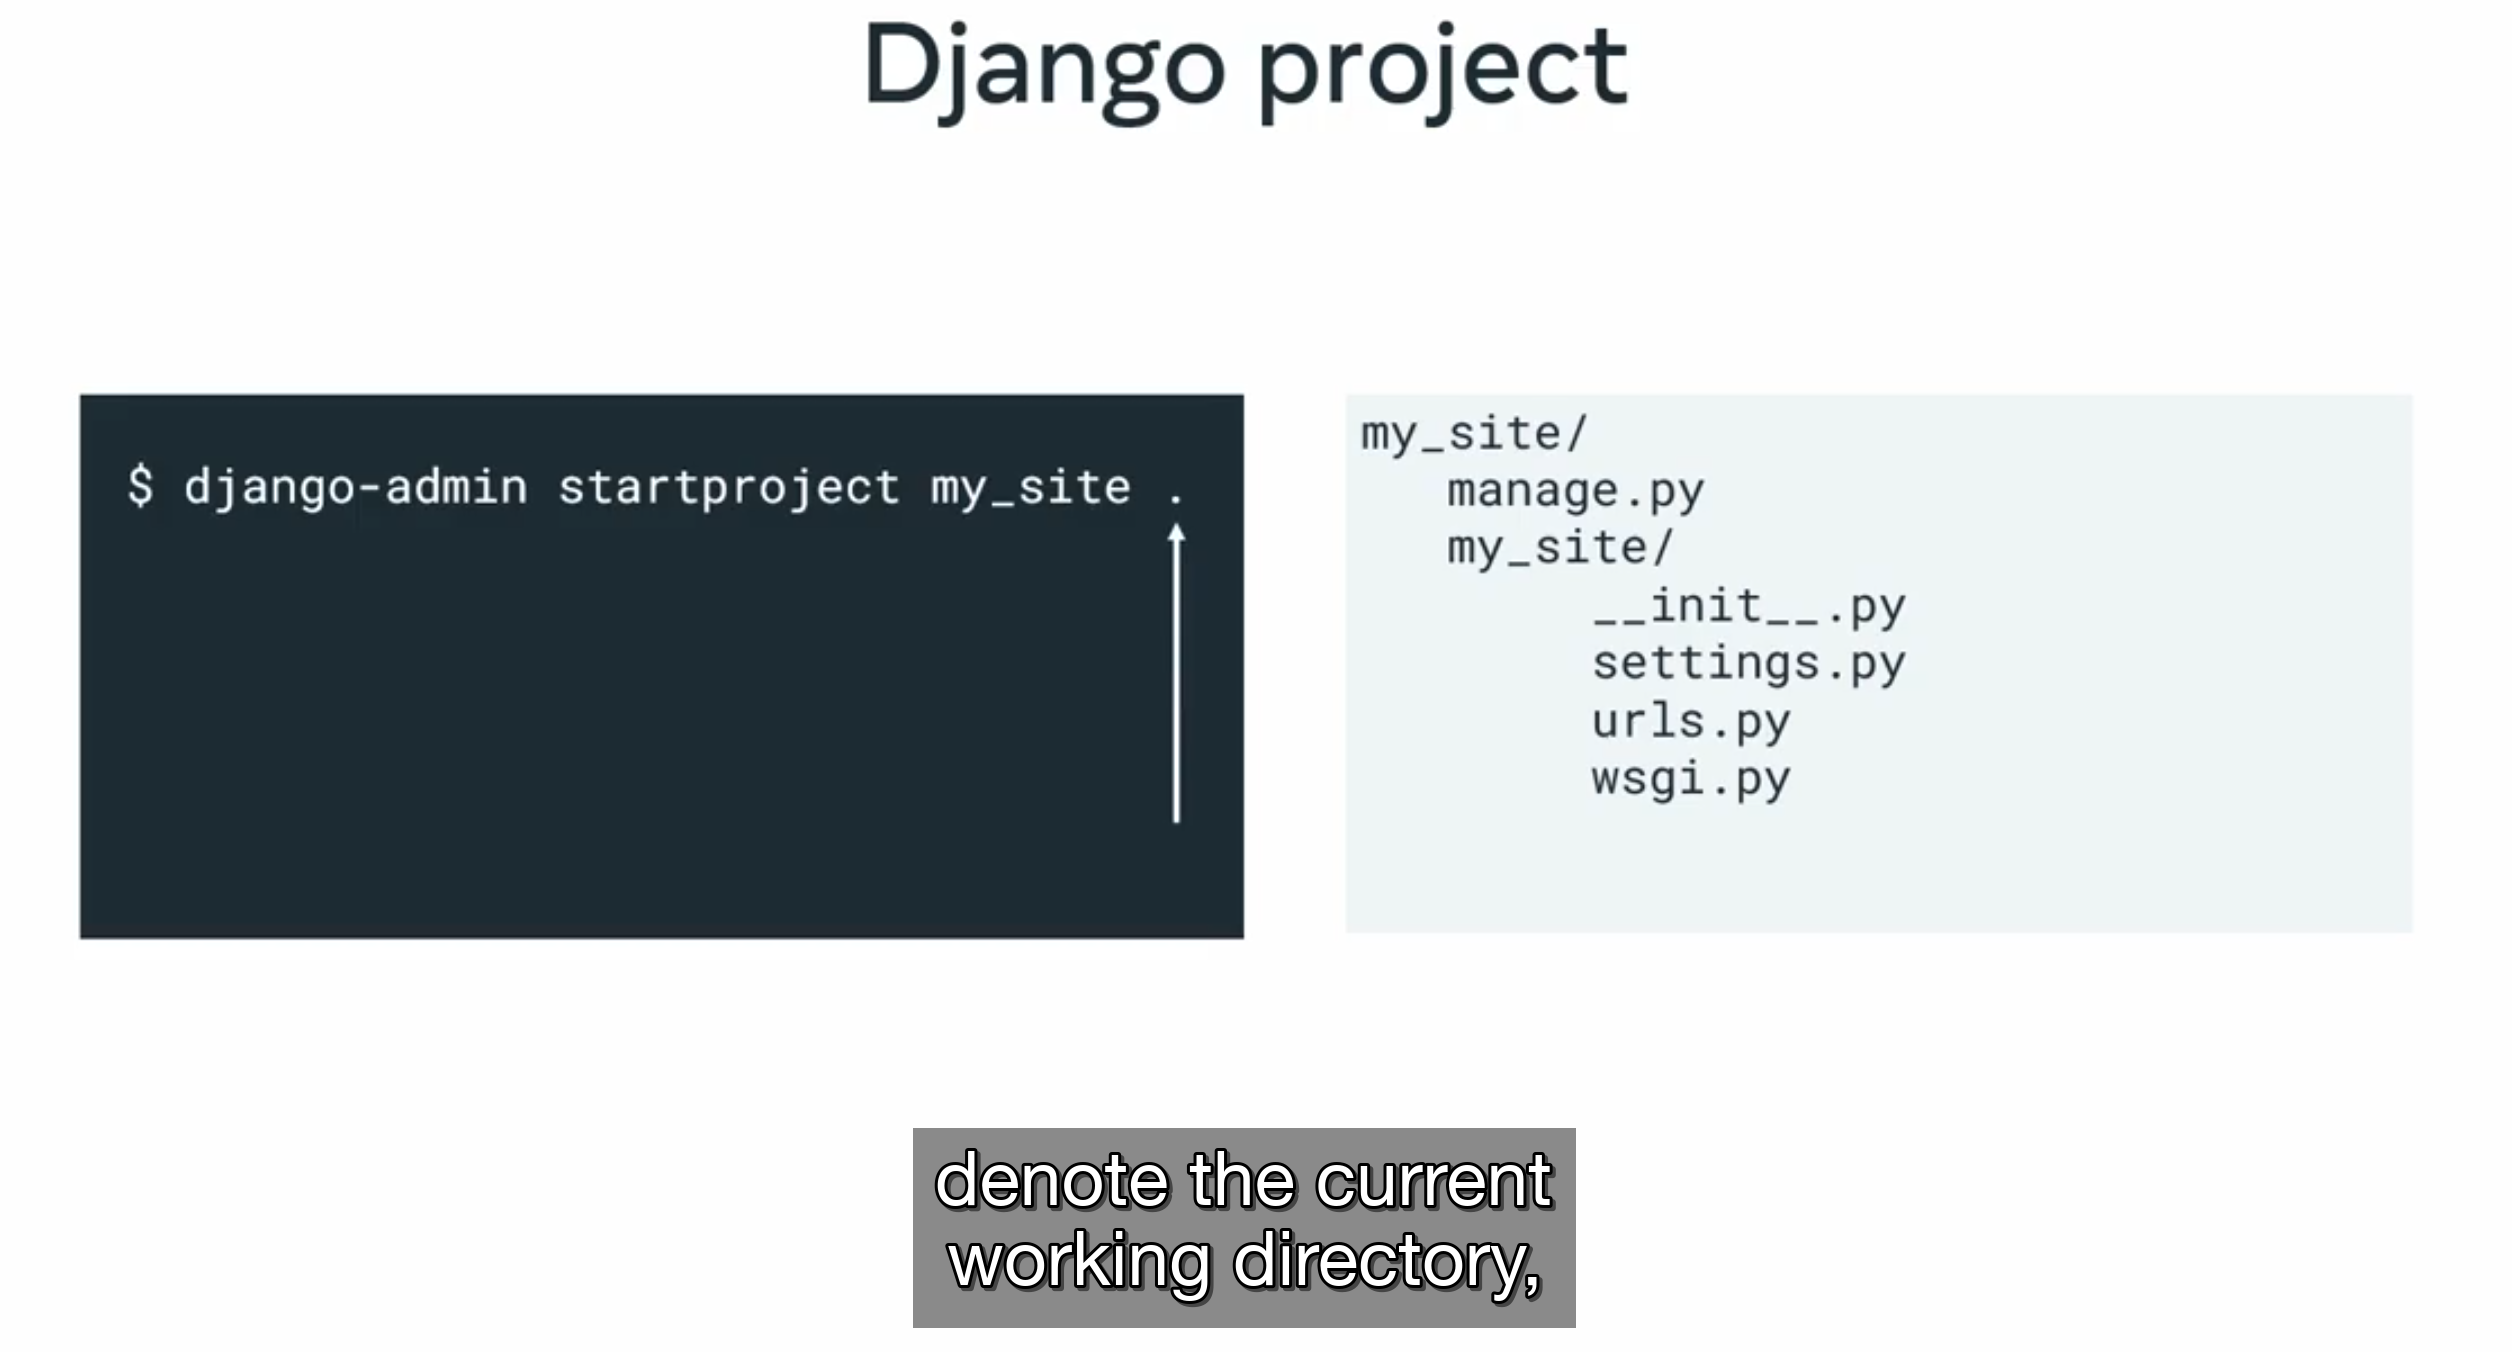 Django project
$ django-admin startproject my_site .
my_site/
manage.py
my_site/
__init__.py
settings.py
urls.py
wsgi.py
denote the current
working directory,